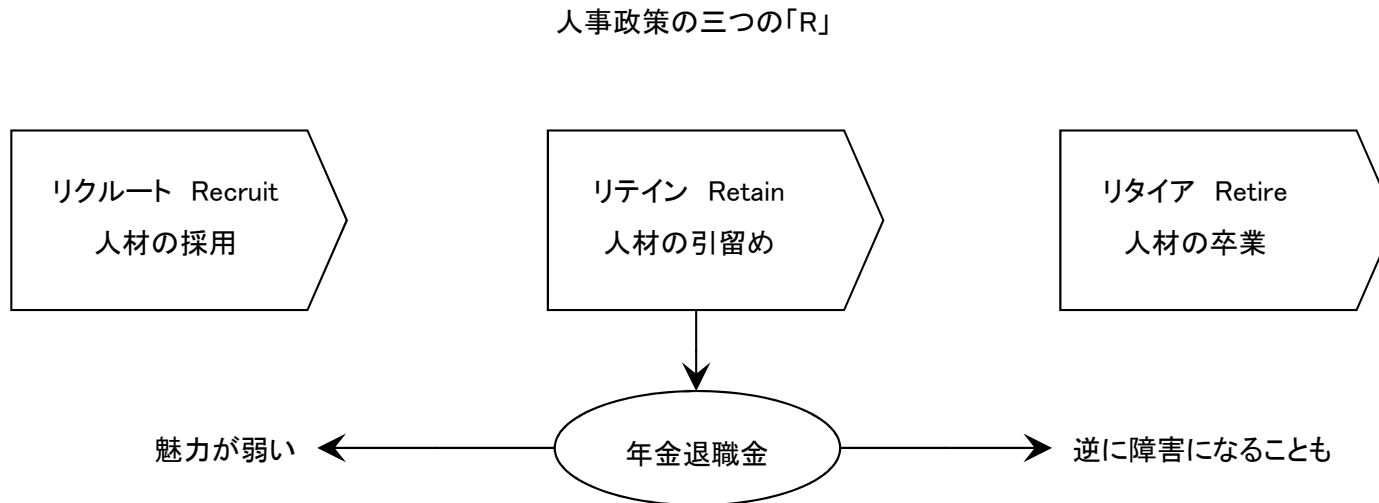 人事政策の三つの「R」
リクルート Recruit
人材の採用
リテイン Retain
人材の引留め
リタイア Retire
人材の卒業
魅力が弱い
年金退職金
逆に障害になることも